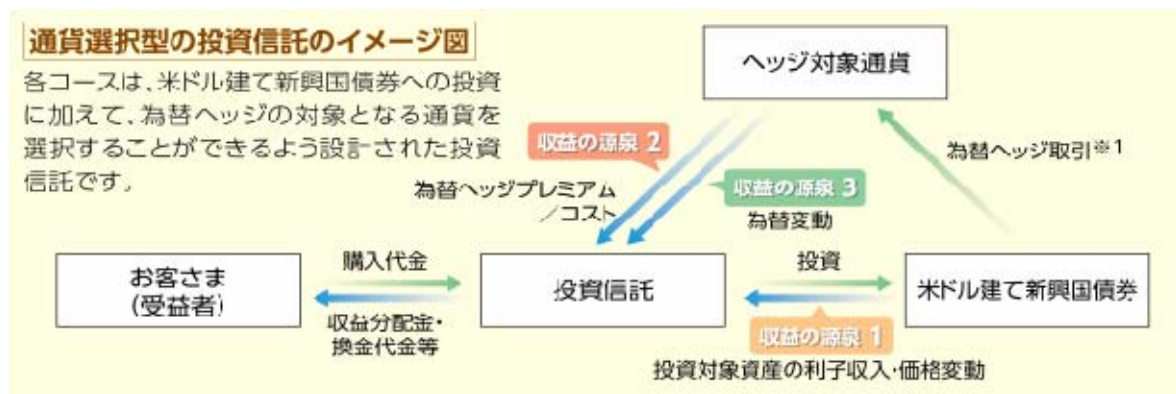 通貨選択型の投資信託のイメージ図
各コースは、米ドル建て新興国債券への投資
に加えて、為替ヘッジの対象となる通貨を
選択することができるよう設計された投資
信託です。
ヘッジ対象通貨
収益の源泉 2
為替ヘッジ取引※1
為替ヘッジプレミアム
／コスト
収益の源泉 3
為替変動
お客さま
(受益者)
購入代金
収益分配金・
換金代金等
投資信託
投資
収益の源泉 1
米ドル建て新興国債券
投資対象資産の利子収入・価格変動